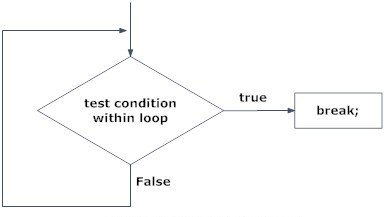 test condition
within loop
true
break;
False